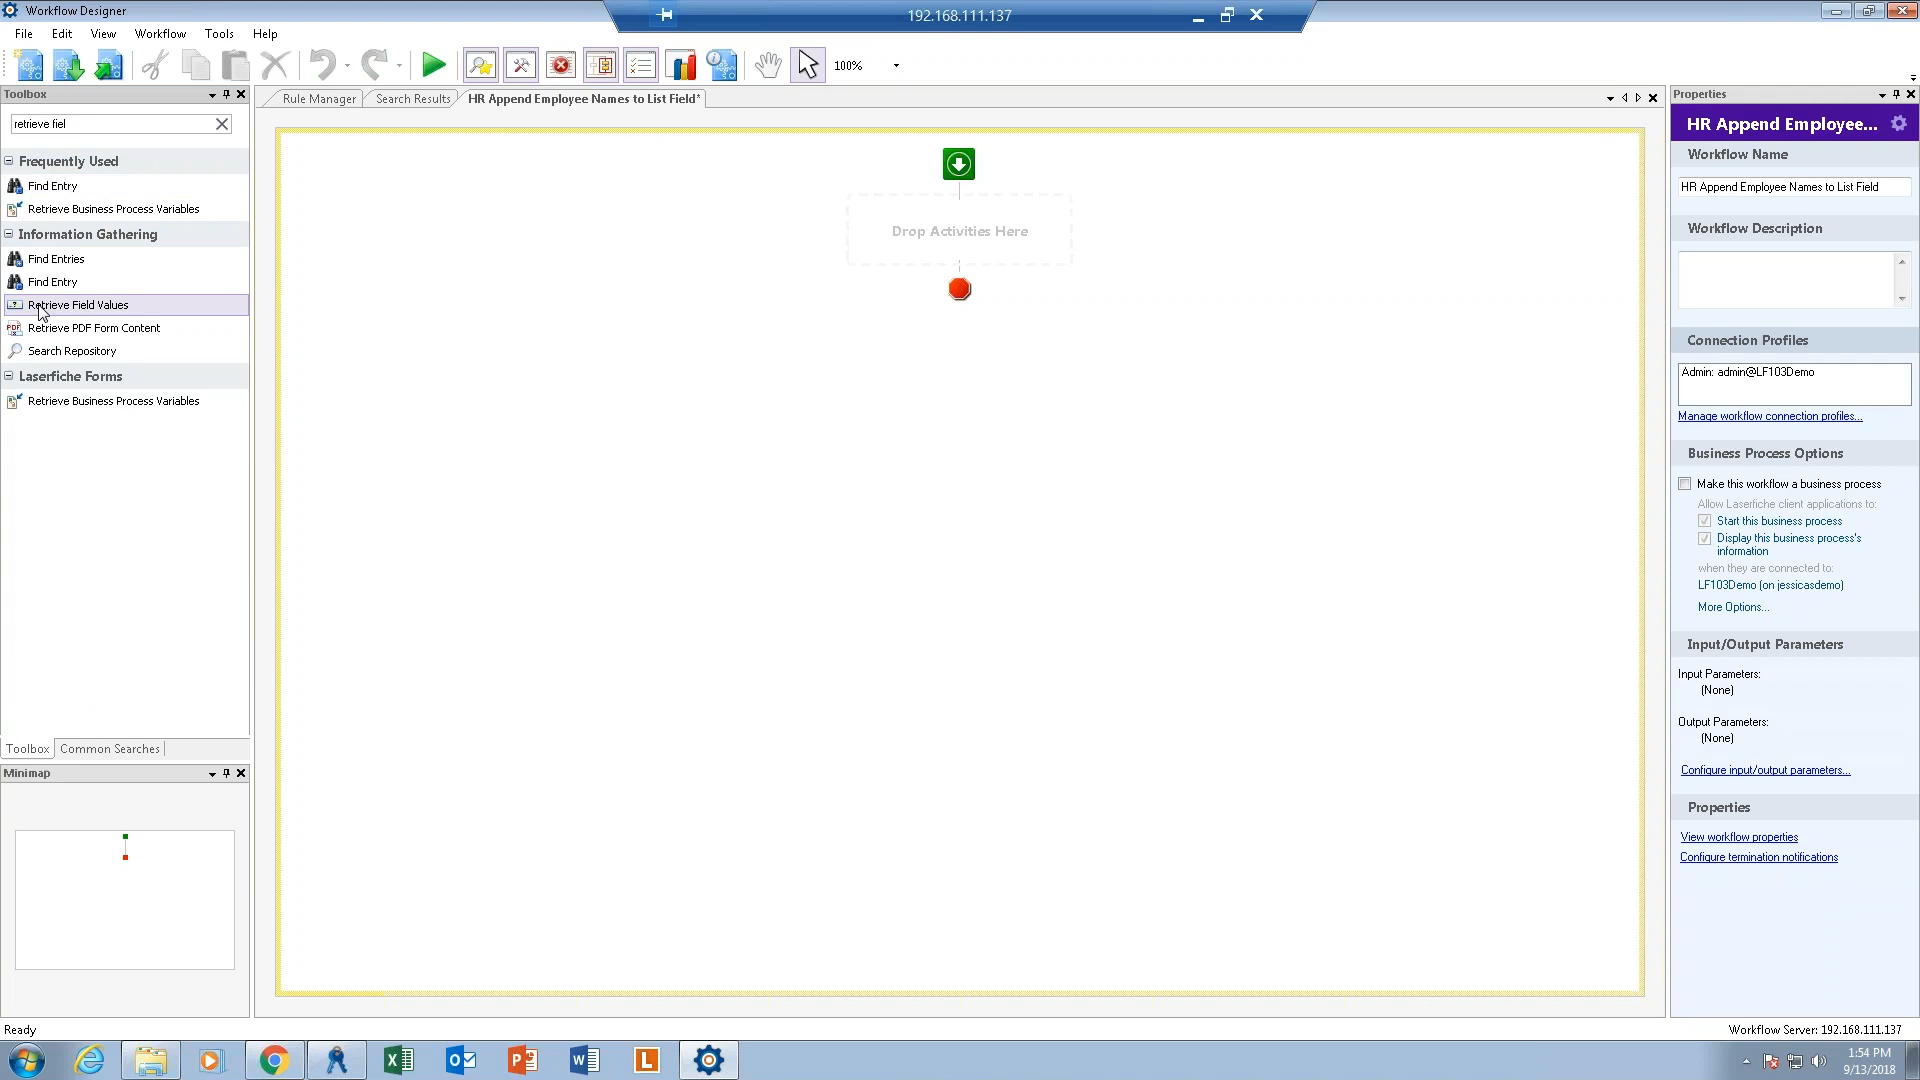 Workflow Designer
192.168.111.137
File Edit View Workflow Tools Help
100%
Toolbox
retrieve fiel
Frequently Used
Find Entry
Retrieve Business Process Variables
Information Gathering
Find Entries
Find Entry
Retrieve Field Values
PDF Retrieve PDF Form Content
Search Repository
Laserfiche Forms
Retrieve Business Process Variables
Toolbox Common Searches
Minimap
Rule Manager Search Results HR Append Employee Names to List Field*
Drop Activities Here
Properties
HR Append Employee...
Workflow Name
HR Append Employee Names to List Field
Workflow Description
Connection Profiles
Admin: admin@LF103Demo
Manage workflow connection profiles...
Business Process Options
Make this workflow a business process
Allow Laserfiche client applications to:
Start this business process
Display this business process's
information
when they are connected to:
LF103Demo (on jessicasdemo)
More Options...
Input/Output Parameters
Input Parameters:
(None)
Output Parameters:
(None)
Configure input/output parameters...
Properties
View workflow properties
Configure termination notifications
Ready
Workflow Server: 192.168.111.137
1:54 PM
9/13/2018